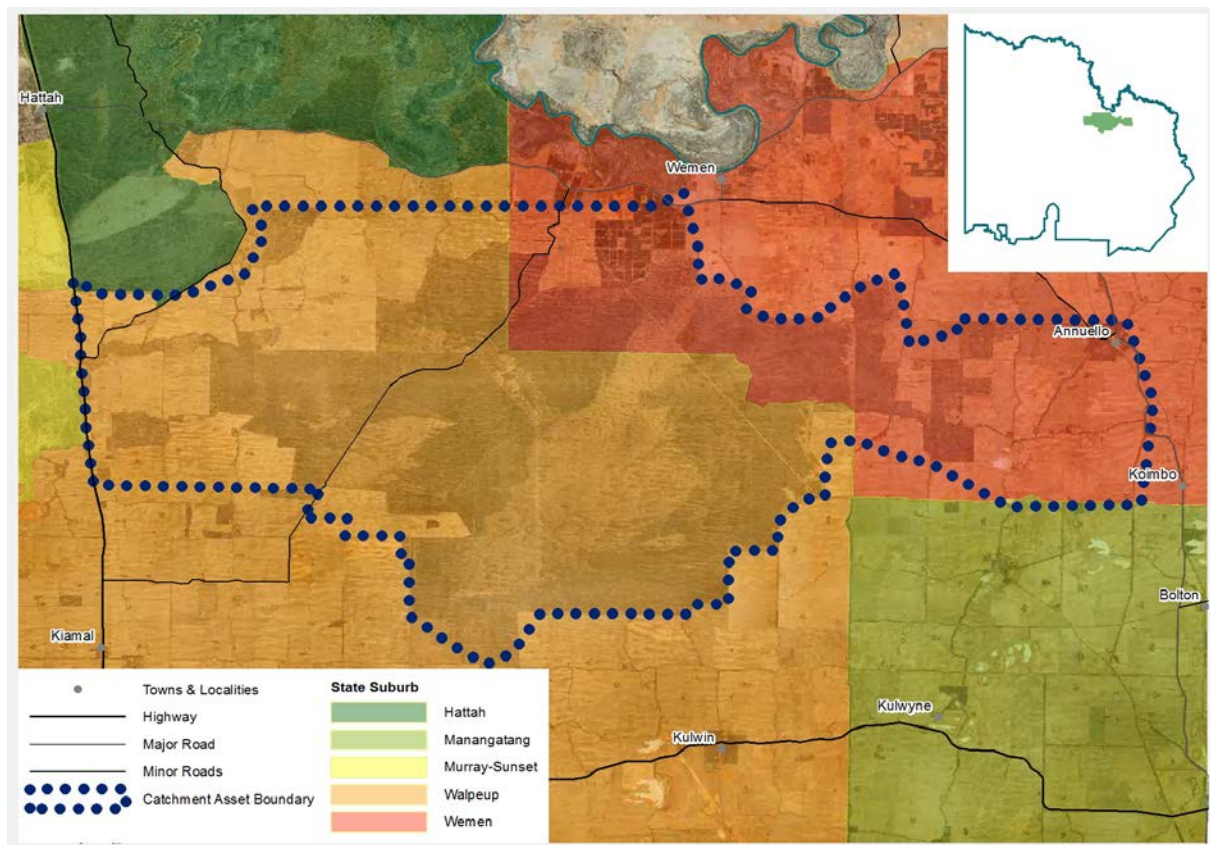 Hattah
Wemen
Annuello
Koimbo
Bolton
Kiamal
Kulwyne
Kulwin
Towns & Localities
Highway
Major Road
Minor Roads
Catchment Asset Boundary
State Suburb
Hattah
Manangatang
Murray-Sunset
Walpeup
Wemen